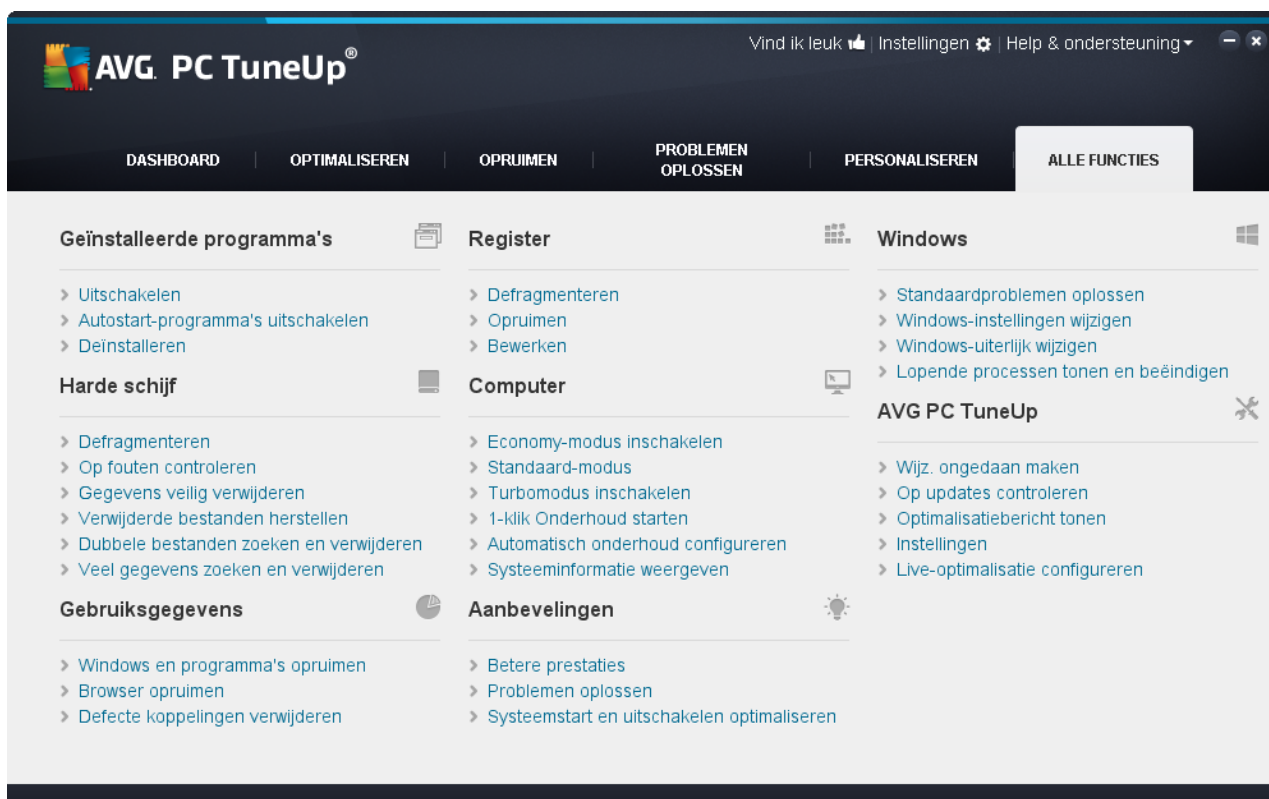 Vind ik leuk | Instellingen | Help & ondersteuning
AVG. PC TuneUp®
DASHBOARD
OPTIMALISEREN
OPRUIMEN
PROBLEMEN
OPLOSSEN
PERSONALISEREN
ALLE FUNCTIES
Geïnstalleerde programma's
Uitschakelen
Autostart-programma's uitschakelen
Deïnstalleren
Harde schijf
Defragmenteren
Op fouten controleren
Gegevens veilig verwijderen
Verwijderde bestanden herstellen
Dubbele bestanden zoeken en verwijderen
Veel gegevens zoeken en verwijderen
Gebruiksgegevens
Windows en programma's opruimen
Browser opruimen
Defecte koppelingen verwijderen
Register
Defragmenteren
Opruimen
Bewerken
Computer
Economy-modus inschakelen
Standaard-modus
Turbomodus inschakelen
1-klik Onderhoud starten
Automatisch onderhoud configureren
Systeeminformatie weergeven
Aanbevelingen
Betere prestaties
Problemen oplossen
Systeemstart en uitschakelen optimaliseren
Windows
Standaardproblemen oplossen
Windows-instellingen wijzigen
Windows-uiterlijk wijzigen
Lopende processen tonen en beëindigen
AVG PC TuneUp
Wijz. ongedaan maken
Op updates controleren
Optimalisatiebericht tonen
Instellingen
Live-optimalisatie configureren